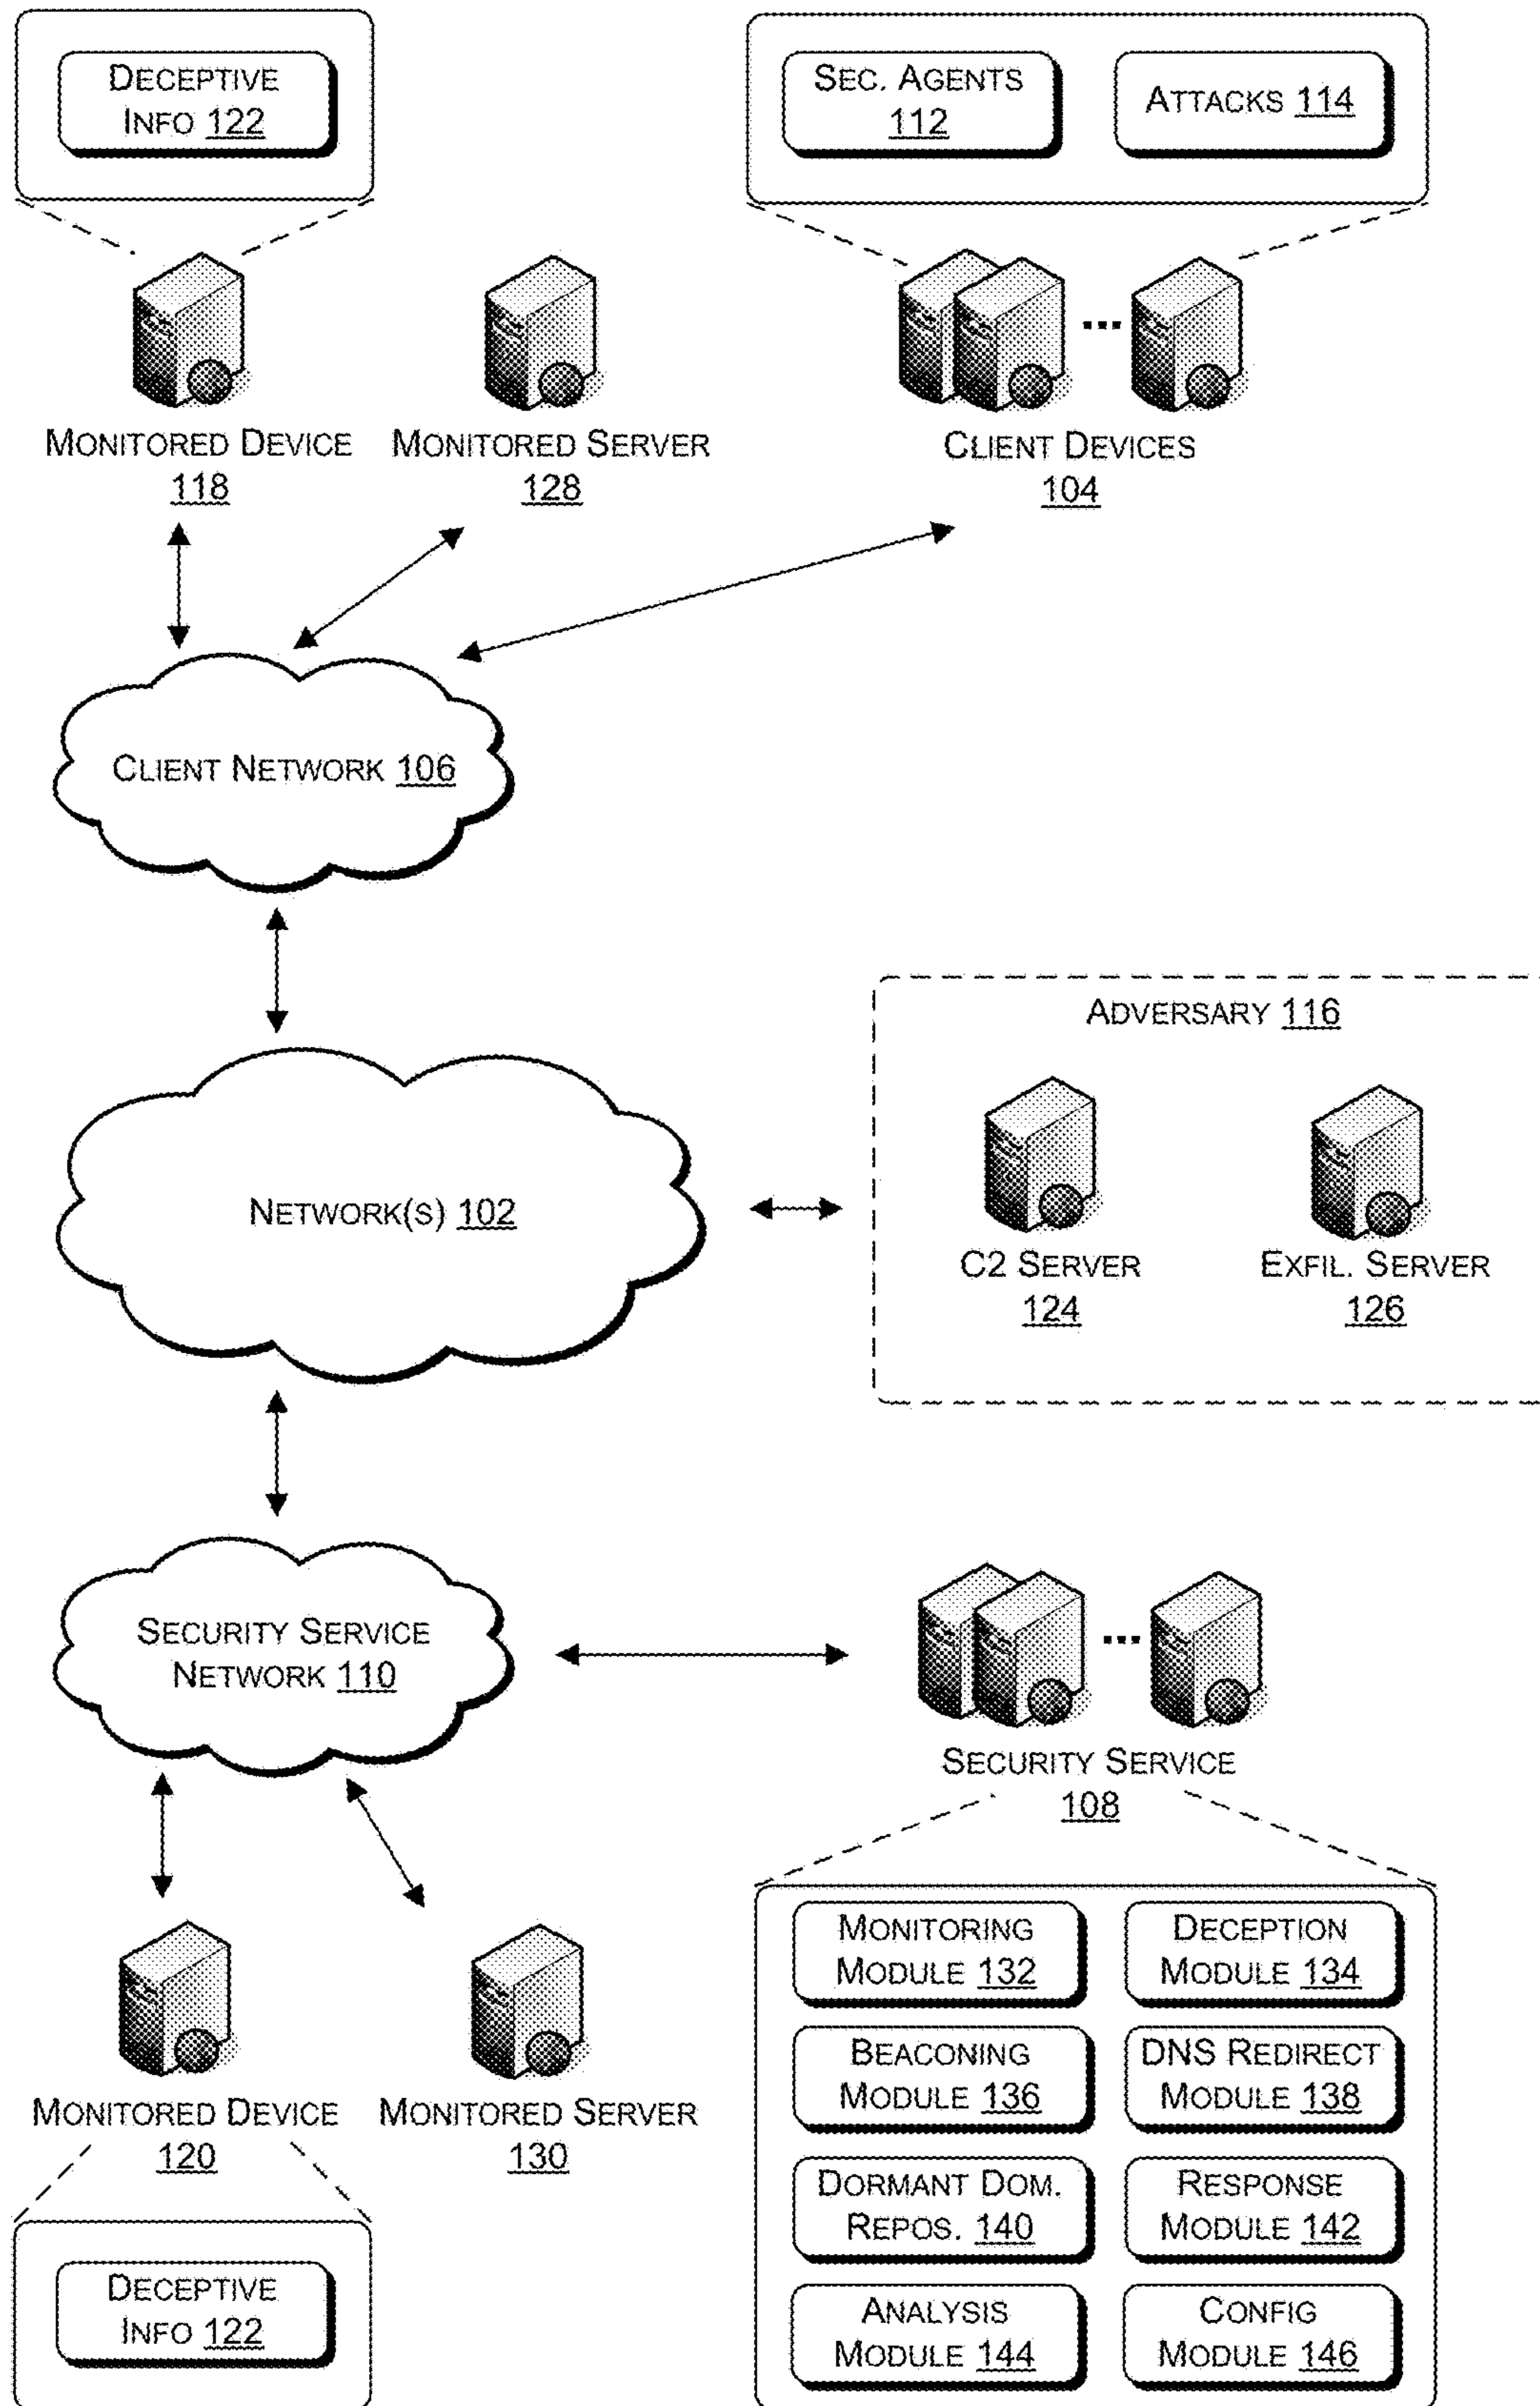 DECEPTIVE
INFO 122
SEC. AGENTS
112
ATTACKS 114
MONITORED DEVICE
118
MONITORED SERVER
128
...
CLIENT DEVICES
104
CLIENT NETWORK 106
ADVERSARY 116
NETWORK(S) 102
C2 SERVER
124
EXFIL. SERVER
126
SECURITY SERVICE
NETWORK 110
...
SECURITY SERVICE
108
MONITORED DEVICE
120
MONITORED SERVER
130
DECEPTIVE
INFO 122
MONITORING
MODULE 132
DECEPTION
MODULE 134
BEACONING
MODULE 136
DNS REDIRECT
MODULE 138
DORMANT DOM.
REPOS. 140
RESPONSE
MODULE 142
ANALYSIS
MODULE 144
CONFIG
MODULE 146